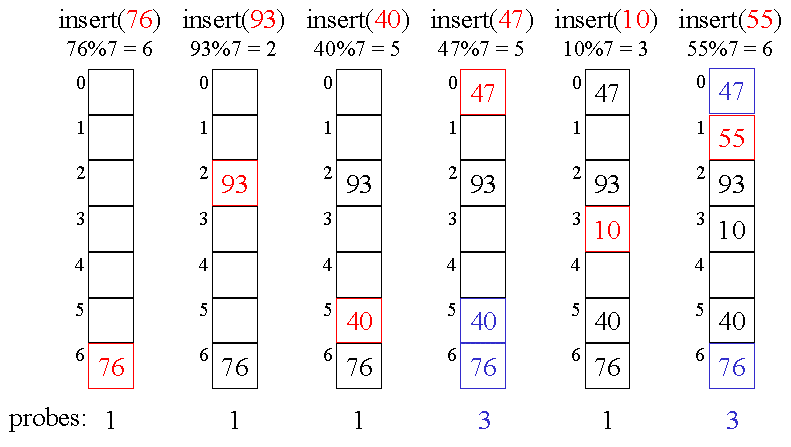 insert(76) insert(93) insert(40) insert(47) insert(10) insert(55)
76%7 = 6 93%7 = 2 40%7 = 5 47%7 = 5 10%7 = 3 55%7 = 6
0 0 0 0 47 0 47 0 47
1 1 1 1 1 1 55
2 2 93 2 93 2 93 2 93 2 93
3 3 3 3 3 10 3 10
4 4 4 4 4 4
5 5 5 40 5 40 5 40 5 40
6 76 6 76 6 76 6 76 6 76 6 76
probes: 1 1 1 3 1 3